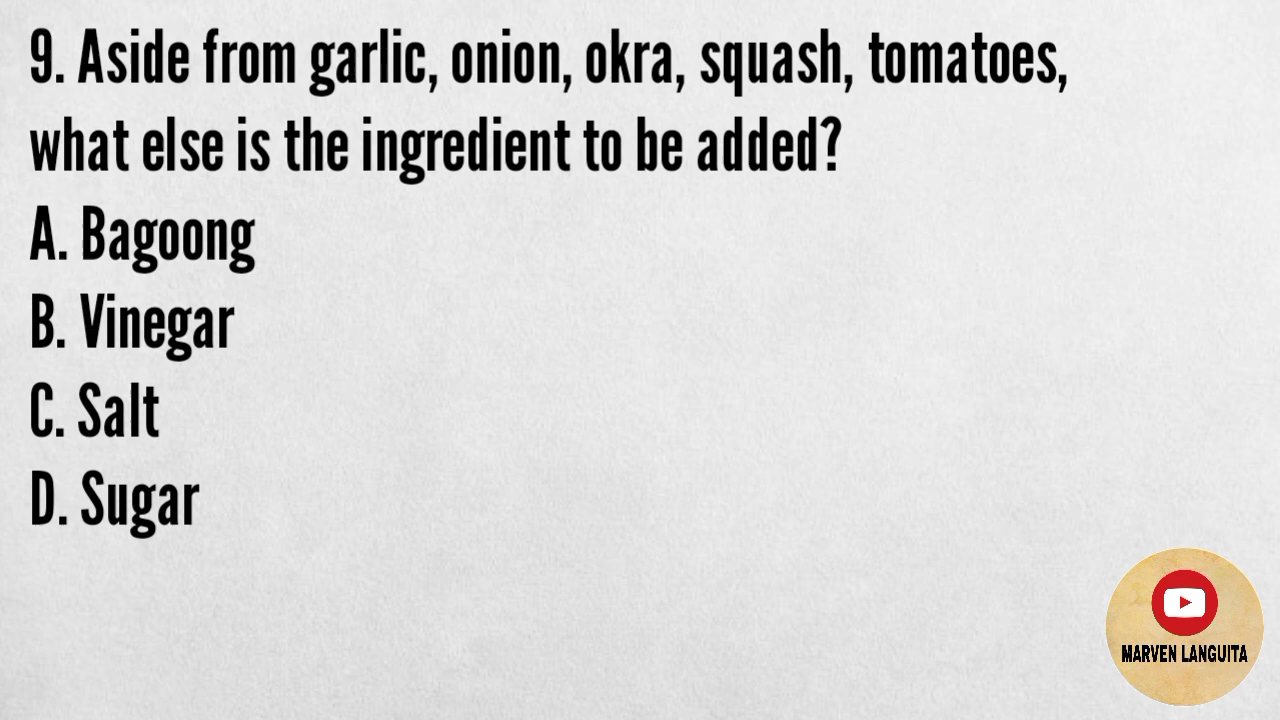 9. Aside from garlic, onion, okra, squash, tomatoes,
what else is the ingredient to be added?
A. Bagoong
B. Vinegar
C. Salt
D. Sugar
MARVEN LANGUITA